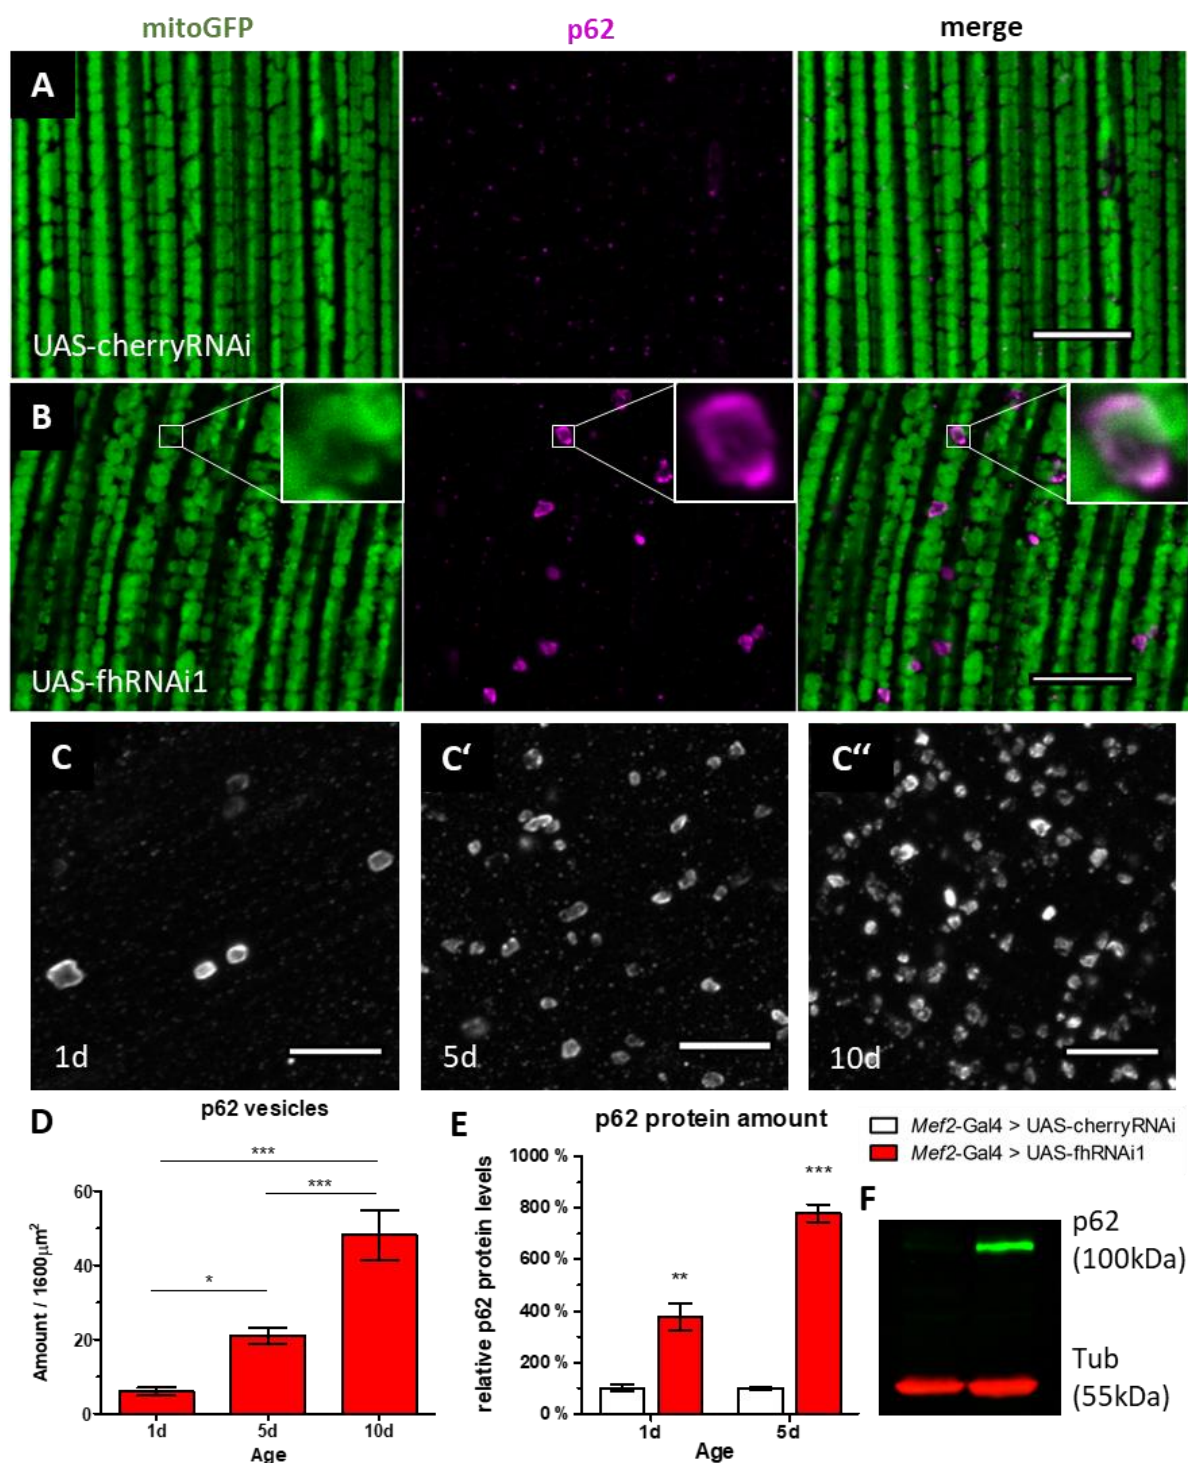 mitoGFP
p62
merge
A
UAS-cherryRNAi
B
UAS-fhRNAi1
C
1d
C‘
5d
C‘‘
10d
D
p62 vesicles
***
***
*
Amount / 1600µm²
60
40
20
0
1d
5d
10d
Age
E
p62 protein amount
relative p62 protein levels
1000 %
800 %
600 %
400 %
200 %
0 %
**
***
1d
5d
Age
Mef2-Gal4 > UAS-cherryRNAi
Mef2-Gal4 > UAS-fhRNAi1
F
p62
(100kDa)
Tub
(55kDa)